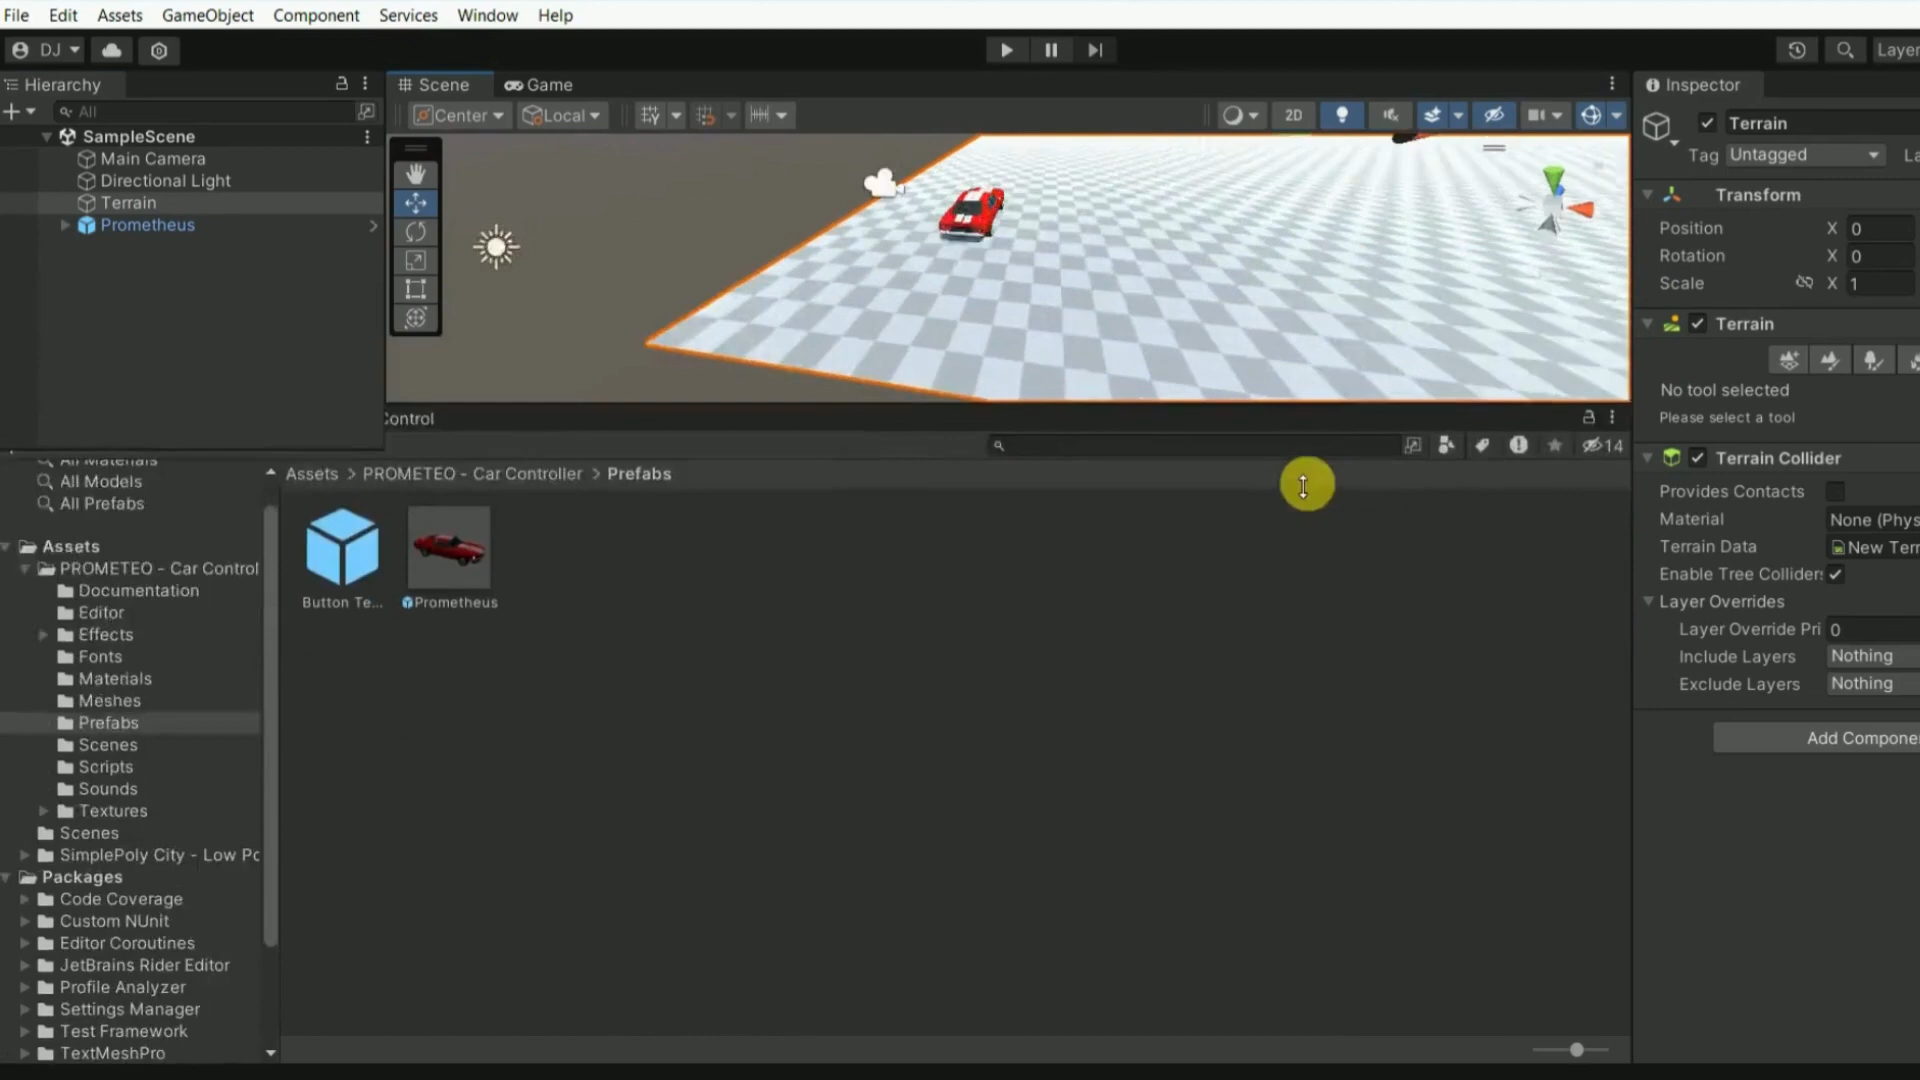 File Edit Assets GameObject Component Services Window Help
DJ
Layer
Hierarchy
All
SampleScene
Main Camera
Directional Light
Terrain
Prometheus
Scene Game
Center Local 2D
Control
14
All Materials
All Models
All Prefabs
Assets
PROMETEO - Car Control
Documentation
Editor
Effects
Fonts
Materials
Meshes
Prefabs
Scenes
Scripts
Sounds
Textures
Scenes
SimplePoly City - Low Pc
Packages
Code Coverage
Custom NUnit
Editor Coroutines
JetBrains Rider Editor
Profile Analyzer
Settings Manager
Test Framework
TextMeshPro
Assets > PROMETEO - Car Controller > Prefabs
Button Te... Prometheus
Inspector
Terrain
Tag Untagged La
Transform
Position X 0
Rotation X 0
Scale X 1
Terrain
No tool selected
Please select a tool
Terrain Collider
Provides Contacts
Material None (Phys
Terrain Data New Terr
Enable Tree Colliders
Layer Overrides
Layer Override Pri 0
Include Layers Nothing
Exclude Layers Nothing
Add Componen